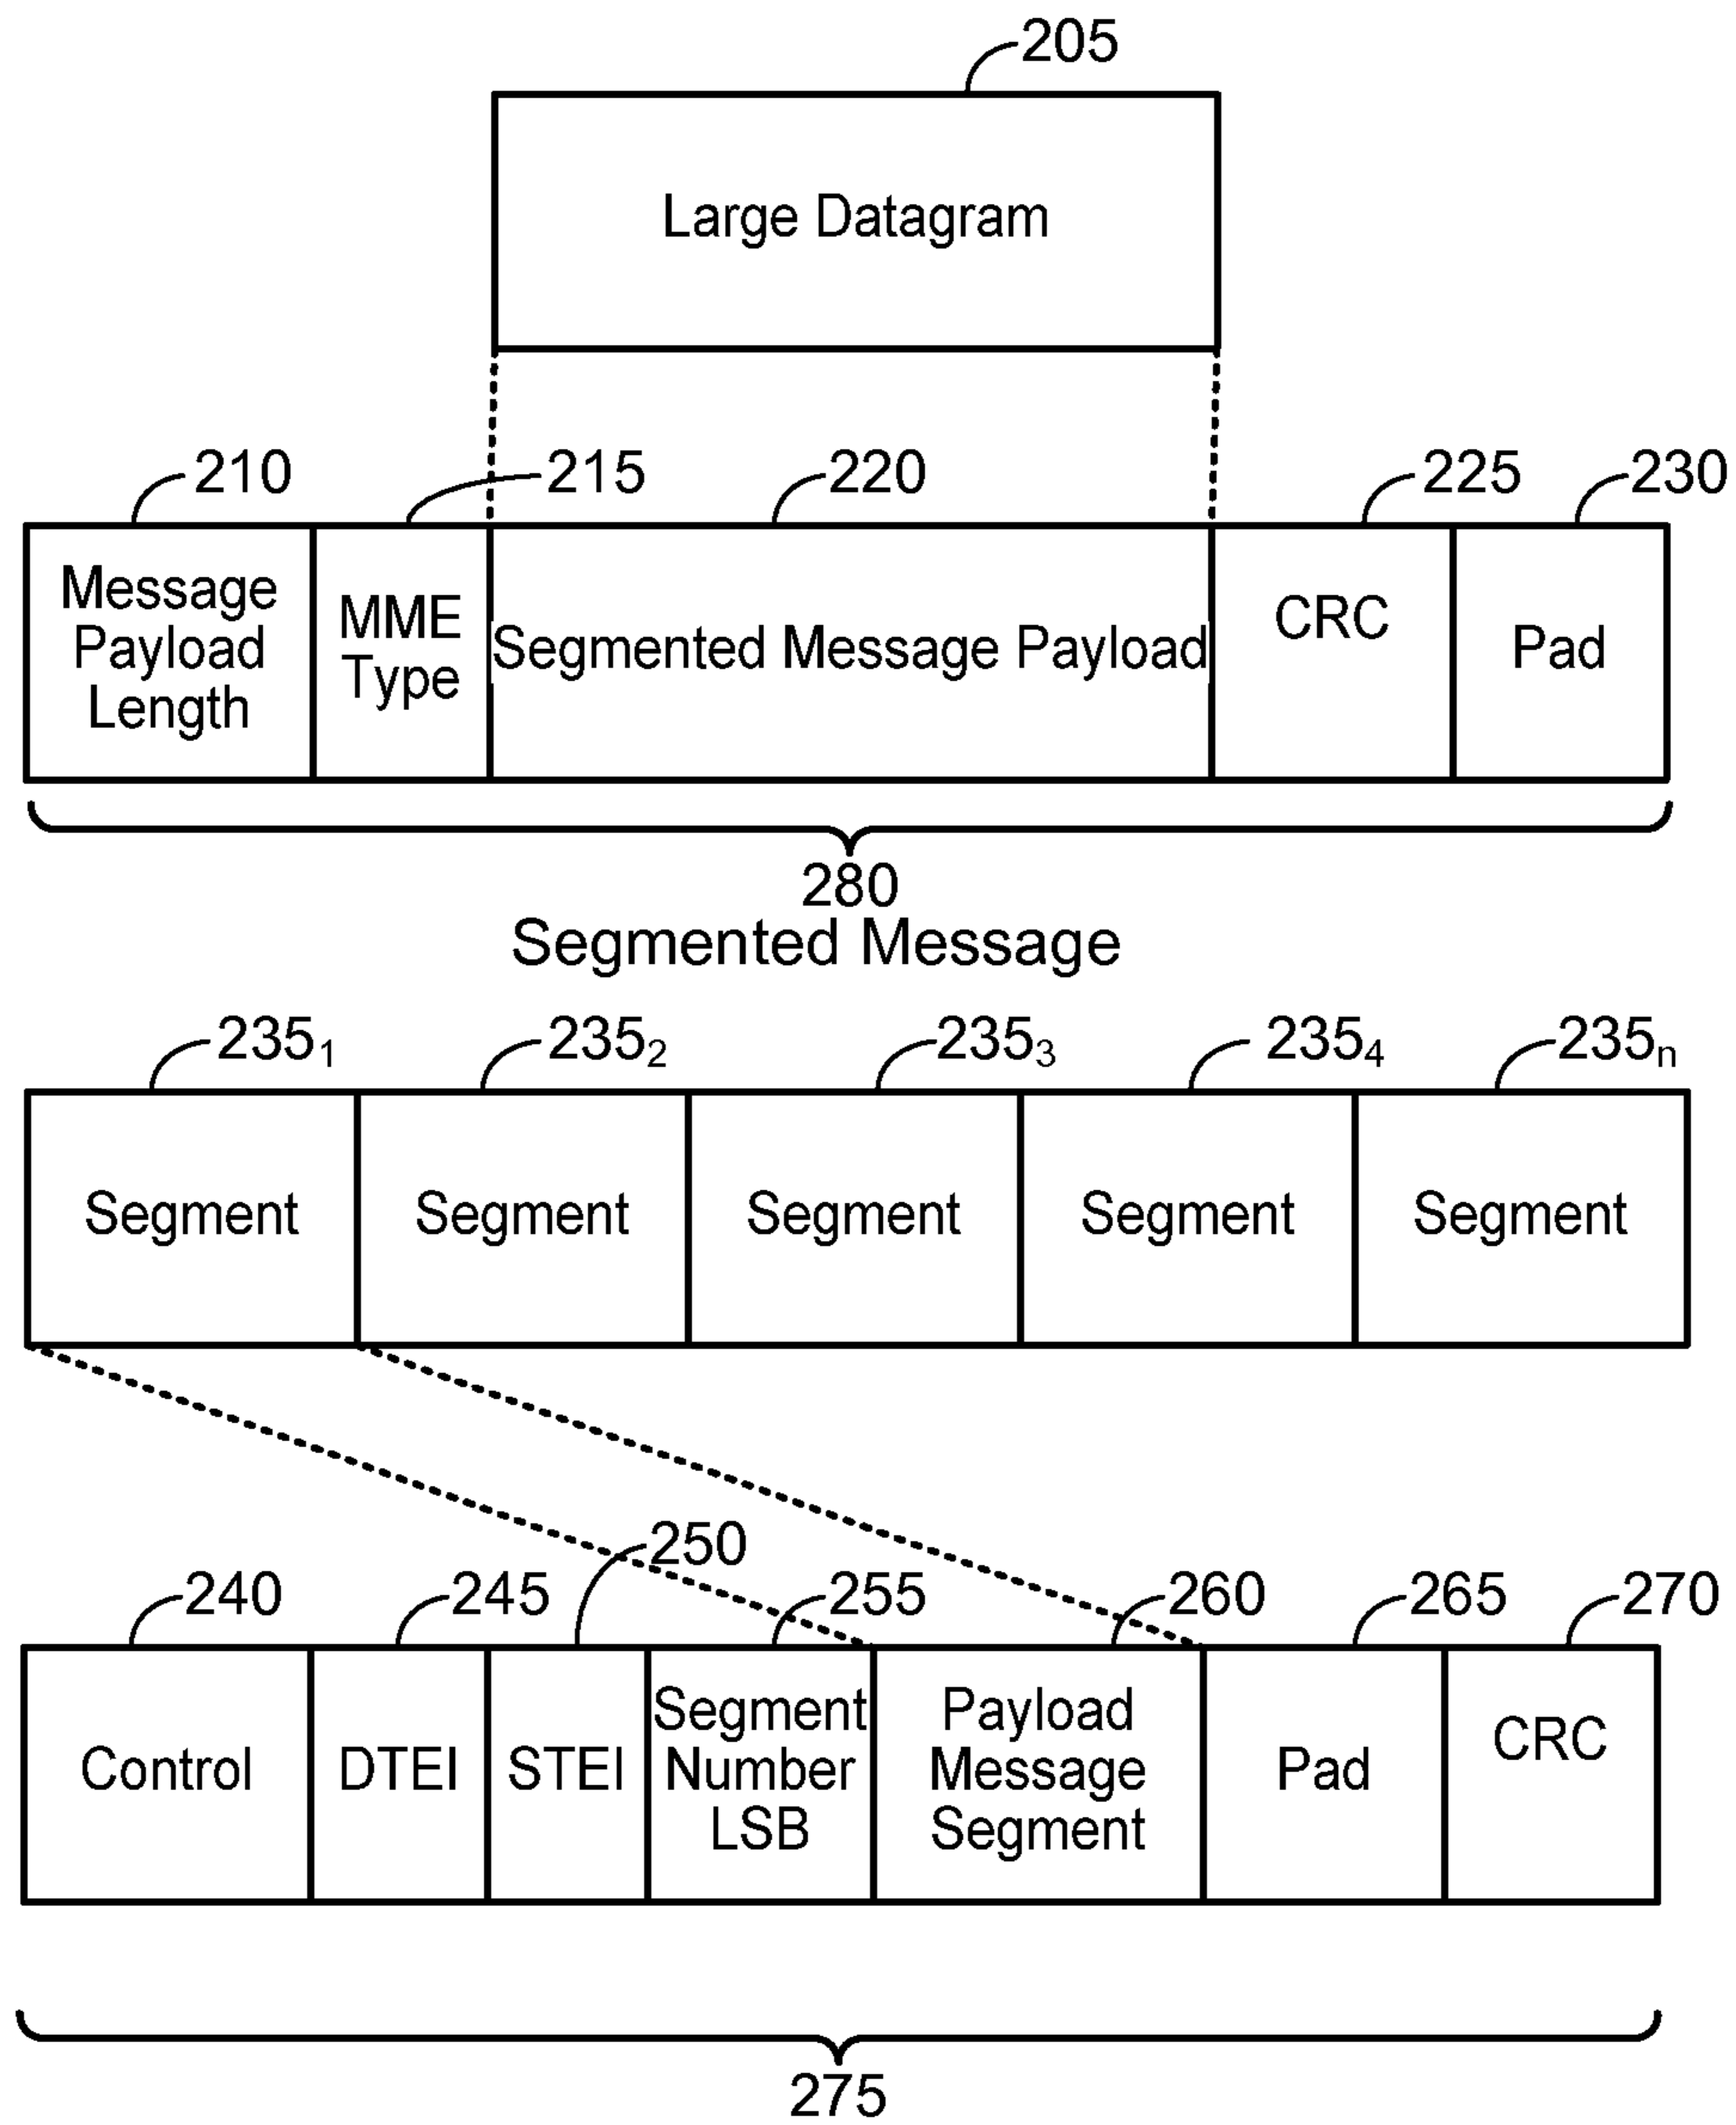 205
Large Datagram
210 215 220 225 230
Message
Payload
Length
MME
Type
Segmented Message Payload
CRC
Pad
280
Segmented Message
235₁ 235₂ 235₃ 235₄ 235ₙ
Segment Segment Segment Segment Segment
250
240 245 255 260 265 270
Control
DTEI
STEI
Segment
Number
LSB
Payload
Message
Segment
Pad
CRC
275